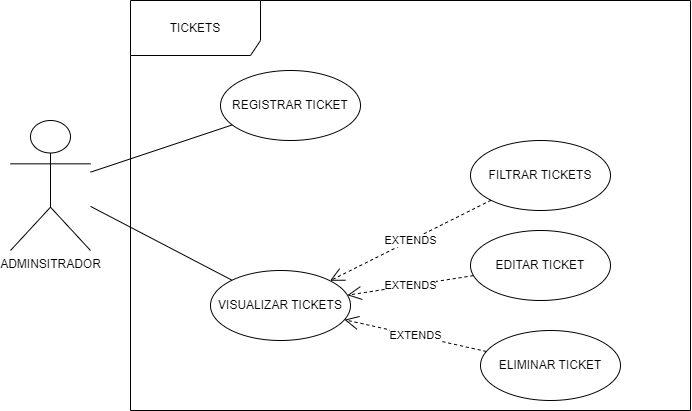 TICKETS
REGISTRAR TICKET
FILTRAR TICKETS
EXTENDS
ADMINSITRADOR
EDITAR TICKET
EXTENDS
VISUALIZAR TICKETS
EXTENDS
ELIMINAR TICKET